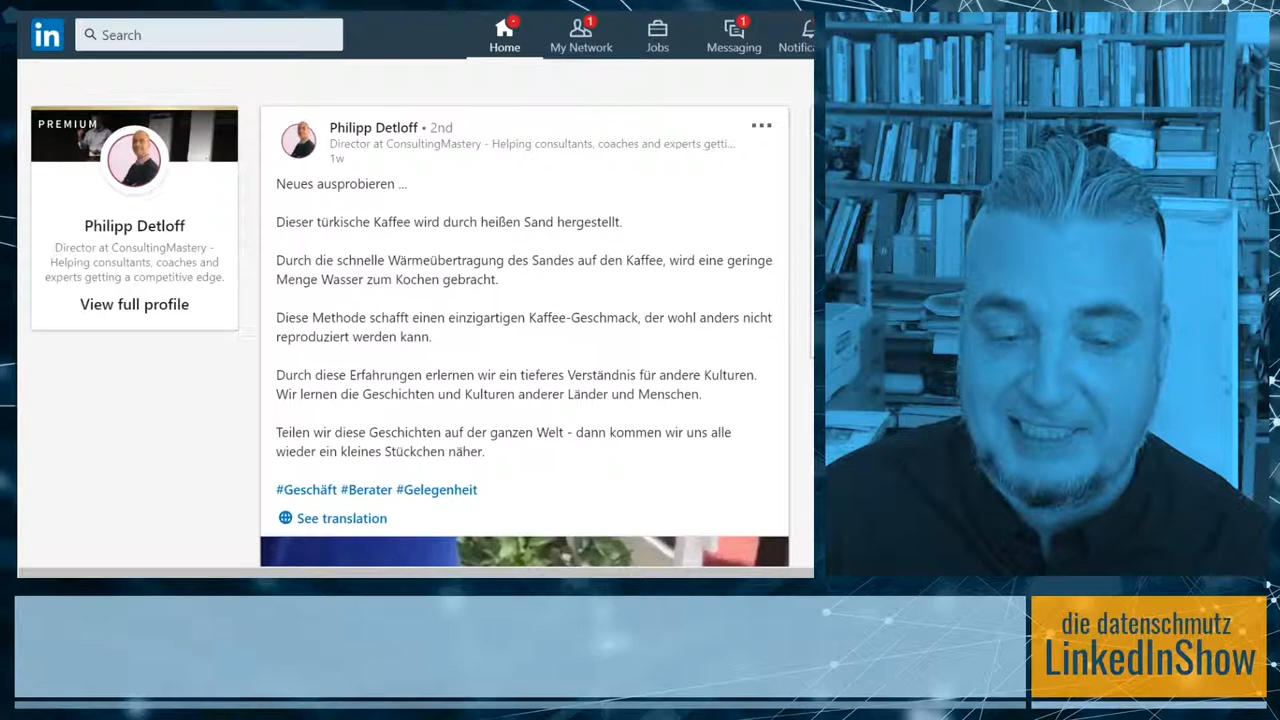 in
Search
Home
1
My Network
Jobs
1
Messaging
Notific
PREMIUM
Philipp Detloff
Director at ConsultingMastery -
Helping consultants, coaches and
experts getting a competitive edge.
View full profile
Philipp Detloff • 2nd
Director at ConsultingMastery - Helping consultants, coaches and experts getti...
1w
Neues ausprobieren ...
Dieser türkische Kaffee wird durch heißen Sand hergestellt.
Durch die schnelle Wärmeübertragung des Sandes auf den Kaffee, wird eine geringe
Menge Wasser zum Kochen gebracht.
Diese Methode schafft einen einzigartigen Kaffee-Geschmack, der wohl anders nicht
reproduziert werden kann.
Durch diese Erfahrungen erlernen wir ein tieferes Verständnis für andere Kulturen.
Wir lernen die Geschichten und Kulturen anderer Länder und Menschen.
Teilen wir diese Geschichten auf der ganzen Welt - dann kommen wir uns alle
wieder ein kleines Stückchen näher.
#Geschäft #Berater #Gelegenheit
See translation
die datenschmutz
LinkedInShow